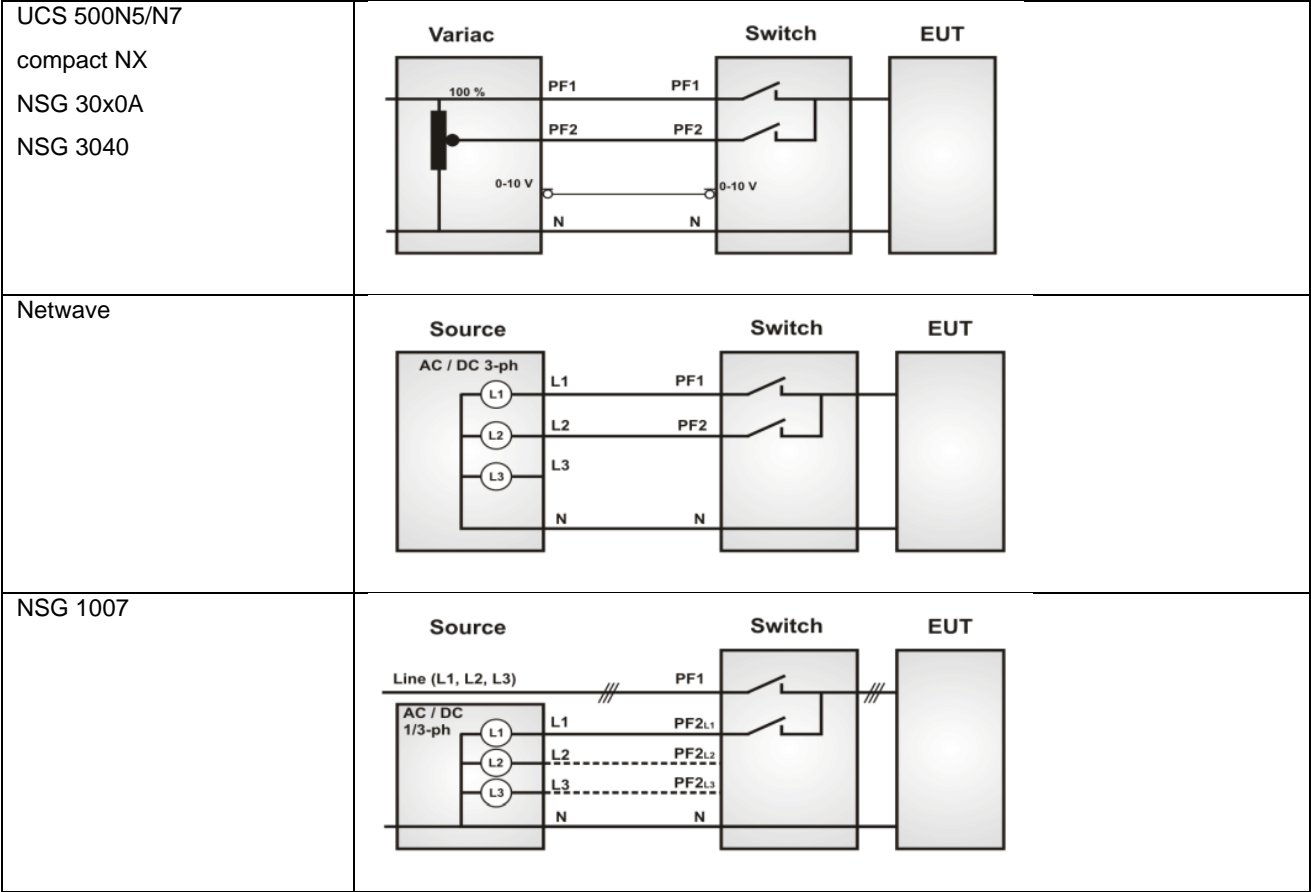 UCS 500N5/N7
compact NX
NSG 30x0A
NSG 3040
Variac Switch EUT
100 % PF1 PF1
PF2 PF2
0-10 V 0-10 V
N N
Netwave
Source Switch EUT
AC / DC 3-ph
L1 L1 PF1
L2 L2 PF2
L3 L3
N N
NSG 1007
Source Switch EUT
Line (L1, L2, L3) PF1
AC / DC
1/3-ph
L1 L1 PF2L1
L2 L2 PF2L2
L3 L3 PF2L3
N N